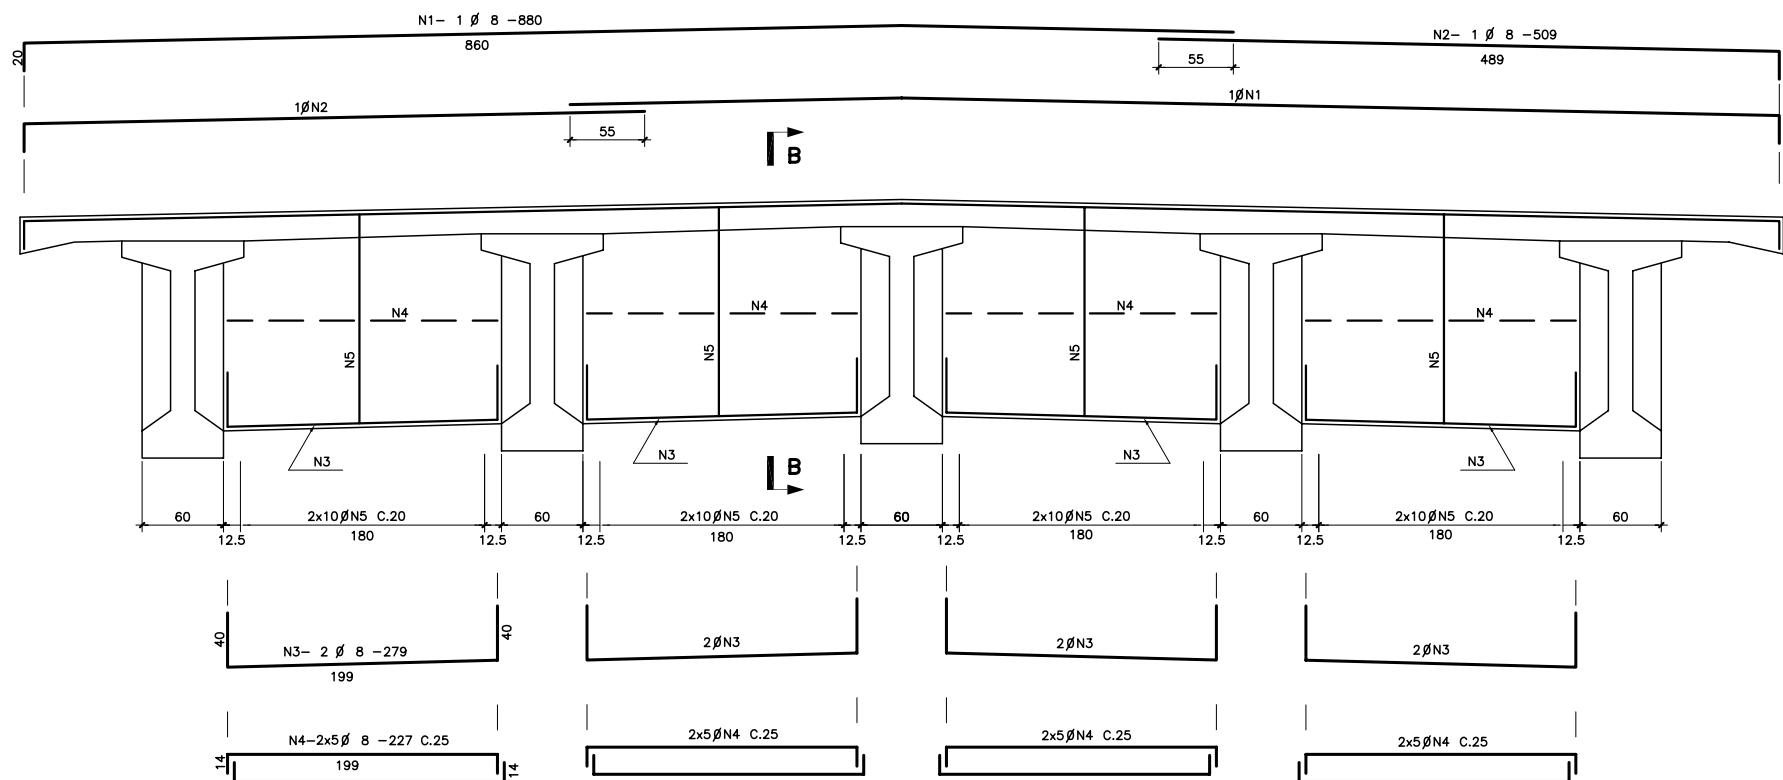 N1- 1 Ø 8 -880
860
20
N2- 1 Ø 8 -509
489
55
1ØN2
1ØN1
55
B
N4
N4
N4
N4
N5
N5
N5
N5
N3
N3
N3
N3
B
60
2x10ØN5 C.20
60
2x10ØN5 C.20
60
2x10ØN5 C.20
60
2x10ØN5 C.20
60
12.5
180
12.5
12.5
180
12.5
12.5
180
12.5
12.5
180
12.5
40
N3- 2 Ø 8 -279
199
40
2ØN3
2ØN3
2ØN3
N4-2x5Ø 8 -227 C.25
199
14
14
2x5ØN4 C.25
2x5ØN4 C.25
2x5ØN4 C.25